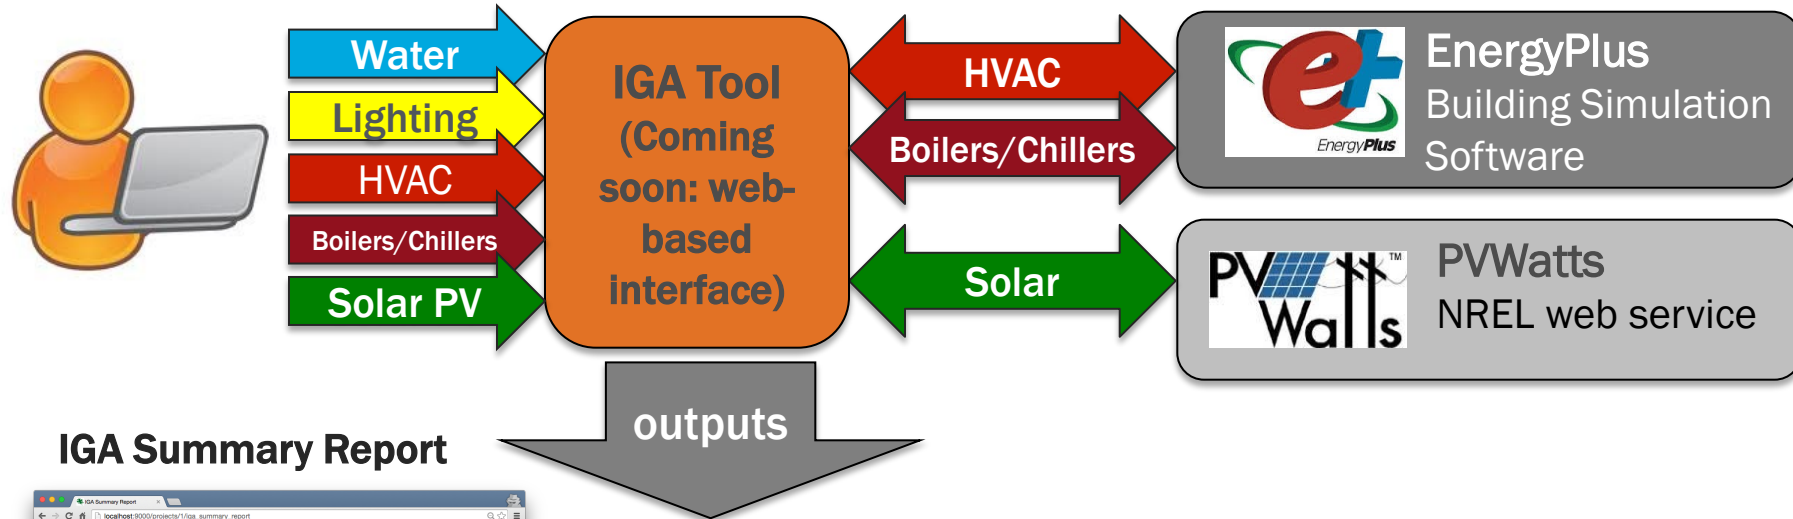 Water
Lighting
HVAC
Boilers/Chillers
Solar PV
IGA Tool
(Coming
soon: web-
based
interface)
HVAC
Boilers/Chillers
Solar
e+
EnergyPlus
EnergyPlus
Building Simulation
Software
PV
Watts
TM
PVWatts
NREL web service
outputs
IGA Summary Report
IGA Summary Report
localhost:9000/projects/1/iga_summary_report